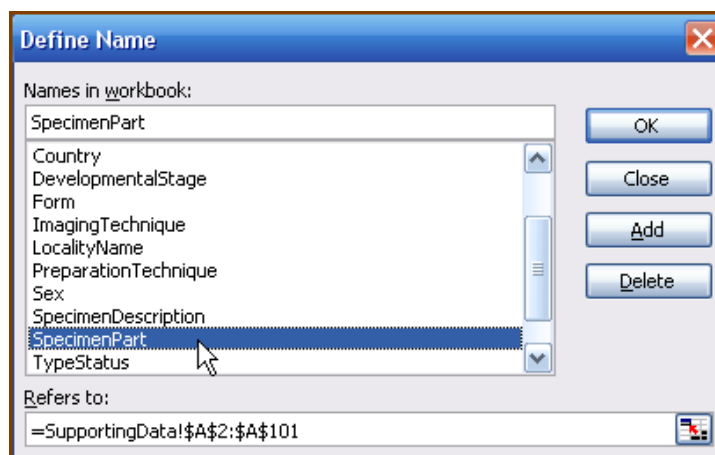 Define Name
Names in workbook:
SpecimenPart
OK
Country
DevelopmentalStage
Close
Form
ImagingTechnique
Add
LocalityName
PreparationTechnique
Delete
Sex
SpecimenDescription
SpecimenPart
TypeStatus
Refers to:
=SupportingData!$A$2:$A$101